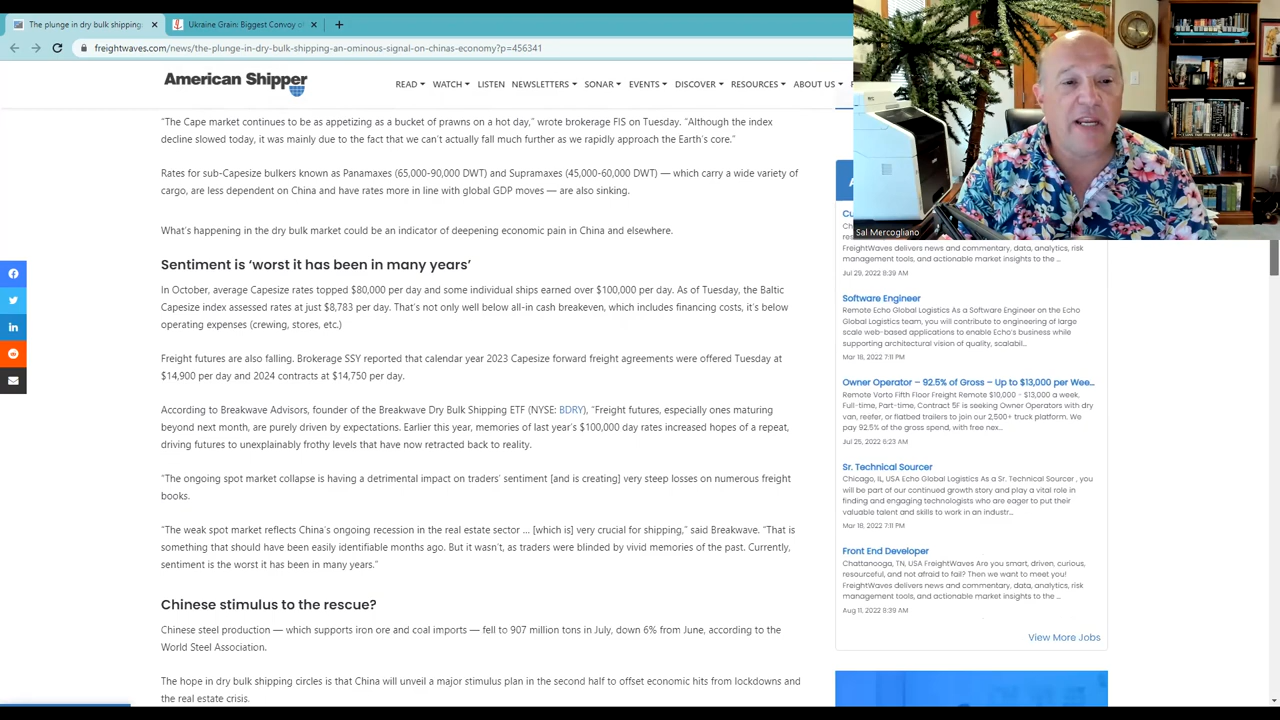 The plunge in dry bulk shipping:
Ukraine Grain: Biggest Convoy o
freightwaves.com/news/the-plunge-in-dry-bulk-shipping-an-ominous-signal-on-chinas-economy?p=456341
American Shipper
READ WATCH LISTEN NEWSLETTERS SONAR EVENTS DISCOVER RESOURCES ABOUT US
“The Cape market continues to be as appetizing as a bucket of prawns on a hot day,” wrote brokerage FIS on Tuesday. “Although the index
decline slowed today, it was mainly due to the fact that we can’t actually fall much further as we rapidly approach the Earth’s core.”
Rates for sub-Capesize bulkers known as Panamaxes (65,000-90,000 DWT) and Supramaxes (45,000-60,000 DWT) — which carry a wide variety of
cargo, are less dependent on China and have rates more in line with global GDP moves — are also sinking.
What’s happening in the dry bulk market could be an indicator of deepening economic pain in China and elsewhere.
Sentiment is ‘worst it has been in many years’
In October, average Capesize rates topped $80,000 per day and some individual ships earned over $100,000 per day. As of Tuesday, the Baltic
Capesize index assessed rates at just $8,783 per day. That’s not only well below all-in cash breakeven, which includes financing costs, it’s below
operating expenses (crewing, stores, etc.)
Freight futures are also falling. Brokerage SSY reported that calendar year 2023 Capesize forward freight agreements were offered Tuesday at
$14,900 per day and 2024 contracts at $14,750 per day.
According to Breakwave Advisors, founder of the Breakwave Dry Bulk Shipping ETF (NYSE: BDRY), “Freight futures, especially ones maturing
beyond next month, are purely driven by expectations. Earlier this year, memories of last year’s $100,000 day rates increased hopes of a repeat,
driving futures to unexplainably frothy levels that have now retracted back to reality.
“The ongoing spot market collapse is having a detrimental impact on traders’ sentiment [and is creating] very steep losses on numerous freight
books.
“The weak spot market reflects China’s ongoing recession in the real estate sector … [which is] very crucial for shipping,” said Breakwave. “That is
something that should have been easily identifiable months ago. But it wasn’t, as traders were blinded by vivid memories of the past. Currently,
sentiment is the worst it has been in many years.”
Chinese stimulus to the rescue?
Chinese steel production — which supports iron ore and coal imports — fell to 907 million tons in July, down 6% from June, according to the
World Steel Association.
The hope in dry bulk shipping circles is that China will unveil a major stimulus plan in the second half to offset economic hits from lockdowns and
the real estate crisis.
Sal Mercogliano
FreightWaves delivers news and commentary, data, analytics, risk
management tools, and actionable market insights to the ...
Jul 29, 2022 8:39 AM
Software Engineer
Remote Echo Global Logistics As a Software Engineer on the Echo
Global Logistics team, you will contribute to engineering of large
scale web-based applications to enable Echo’s business while
supporting architectural vision of quality, scalabil...
Mar 18, 2022 7:11 PM
Owner Operator – 92.5% of Gross – Up to $13,000 per Wee...
Remote Vorto Fifth Floor Freight Remote $10,000 - $13,000 a week,
Full-time, Part-time, Contract 5F is seeking Owner Operators with dry
van, reefer, or flatbed trailers to join our 2,500+ truck platform. We
pay 92.5% of the gross spend, with free nex...
Jul 25, 2022 6:23 AM
Sr. Technical Sourcer
Chicago, IL, USA Echo Global Logistics As a Sr. Technical Sourcer , you
will be part of our continued growth story and play a vital role in
finding and engaging technologists who are eager to put their
valuable talent and skills to work in an industr...
Mar 18, 2022 7:11 PM
Front End Developer
Chattanooga, TN, USA FreightWaves Are you smart, driven, curious,
resourceful, and not afraid to fail? Then we want to meet you!
FreightWaves delivers news and commentary, data, analytics, risk
management tools, and actionable market insights to the ...
Aug 11, 2022 8:39 AM
View More Jobs